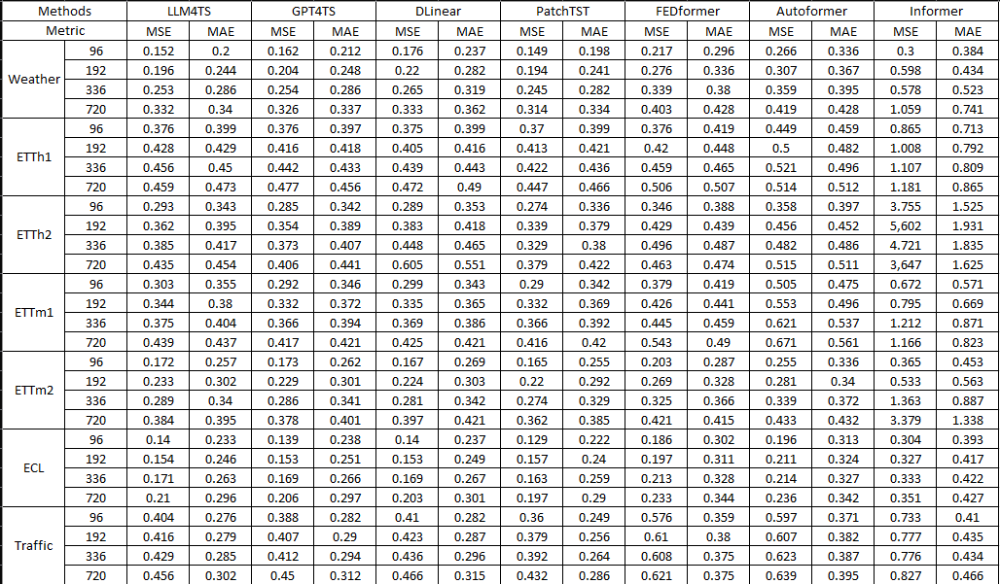 Methods LLM4TS GPT4TS DLinear PatchTST FEDformer Autoformer Informer
Metric MSE MAE MSE MAE MSE MAE MSE MAE MSE MAE MSE MAE MSE MAE
Weather 96 0.152 0.2 0.162 0.212 0.176 0.237 0.149 0.198 0.217 0.296 0.266 0.336 0.3 0.384
192 0.196 0.244 0.204 0.248 0.22 0.282 0.194 0.241 0.276 0.336 0.307 0.367 0.598 0.434
336 0.253 0.286 0.254 0.286 0.265 0.319 0.245 0.282 0.339 0.38 0.359 0.395 0.578 0.523
720 0.332 0.34 0.326 0.337 0.333 0.362 0.314 0.334 0.403 0.428 0.419 0.428 1.059 0.741
ETTh1 96 0.376 0.399 0.376 0.397 0.375 0.399 0.37 0.399 0.376 0.419 0.449 0.459 0.865 0.713
192 0.428 0.429 0.416 0.418 0.405 0.416 0.413 0.421 0.42 0.448 0.5 0.482 1.008 0.792
336 0.456 0.45 0.442 0.433 0.439 0.443 0.422 0.436 0.459 0.465 0.521 0.496 1.107 0.809
720 0.459 0.473 0.477 0.456 0.472 0.49 0.447 0.466 0.506 0.507 0.514 0.512 1.181 0.865
ETTh2 96 0.293 0.343 0.285 0.342 0.289 0.353 0.274 0.336 0.346 0.388 0.358 0.397 3.755 1.525
192 0.362 0.395 0.354 0.389 0.383 0.418 0.339 0.379 0.429 0.439 0.456 0.452 5,602 1.931
336 0.385 0.417 0.373 0.407 0.448 0.465 0.329 0.38 0.496 0.487 0.482 0.486 4.721 1.835
720 0.435 0.454 0.406 0.441 0.605 0.551 0.379 0.422 0.463 0.474 0.515 0.511 3,647 1.625
ETTm1 96 0.303 0.355 0.292 0.346 0.299 0.343 0.29 0.342 0.379 0.419 0.505 0.475 0.672 0.571
192 0.344 0.38 0.332 0.372 0.335 0.365 0.332 0.369 0.426 0.441 0.553 0.496 0.795 0.669
336 0.375 0.404 0.366 0.394 0.369 0.386 0.366 0.392 0.445 0.459 0.621 0.537 1.212 0.871
720 0.439 0.437 0.417 0.421 0.425 0.421 0.416 0.42 0.543 0.49 0.671 0.561 1.166 0.823
ETTm2 96 0.172 0.257 0.173 0.262 0.167 0.269 0.165 0.255 0.203 0.287 0.255 0.336 0.365 0.453
192 0.233 0.302 0.229 0.301 0.224 0.303 0.22 0.292 0.269 0.328 0.281 0.34 0.533 0.563
336 0.289 0.34 0.286 0.341 0.281 0.342 0.274 0.329 0.325 0.366 0.339 0.372 1.363 0.887
720 0.384 0.395 0.378 0.401 0.397 0.421 0.362 0.385 0.421 0.415 0.433 0.432 3.379 1.338
ECL 96 0.14 0.233 0.139 0.238 0.14 0.237 0.129 0.222 0.186 0.302 0.196 0.313 0.304 0.393
192 0.154 0.246 0.153 0.251 0.153 0.249 0.157 0.24 0.197 0.311 0.211 0.324 0.327 0.417
336 0.171 0.263 0.169 0.266 0.169 0.267 0.163 0.259 0.213 0.328 0.214 0.327 0.333 0.422
720 0.21 0.296 0.206 0.297 0.203 0.301 0.197 0.29 0.233 0.344 0.236 0.342 0.351 0.427
Traffic 96 0.404 0.276 0.388 0.282 0.41 0.282 0.36 0.249 0.576 0.359 0.597 0.371 0.733 0.41
192 0.416 0.279 0.407 0.29 0.423 0.287 0.379 0.256 0.61 0.38 0.607 0.382 0.777 0.435
336 0.429 0.285 0.412 0.294 0.436 0.296 0.392 0.264 0.608 0.375 0.623 0.387 0.776 0.434
720 0.456 0.302 0.45 0.312 0.466 0.315 0.432 0.286 0.621 0.375 0.639 0.395 0.827 0.466